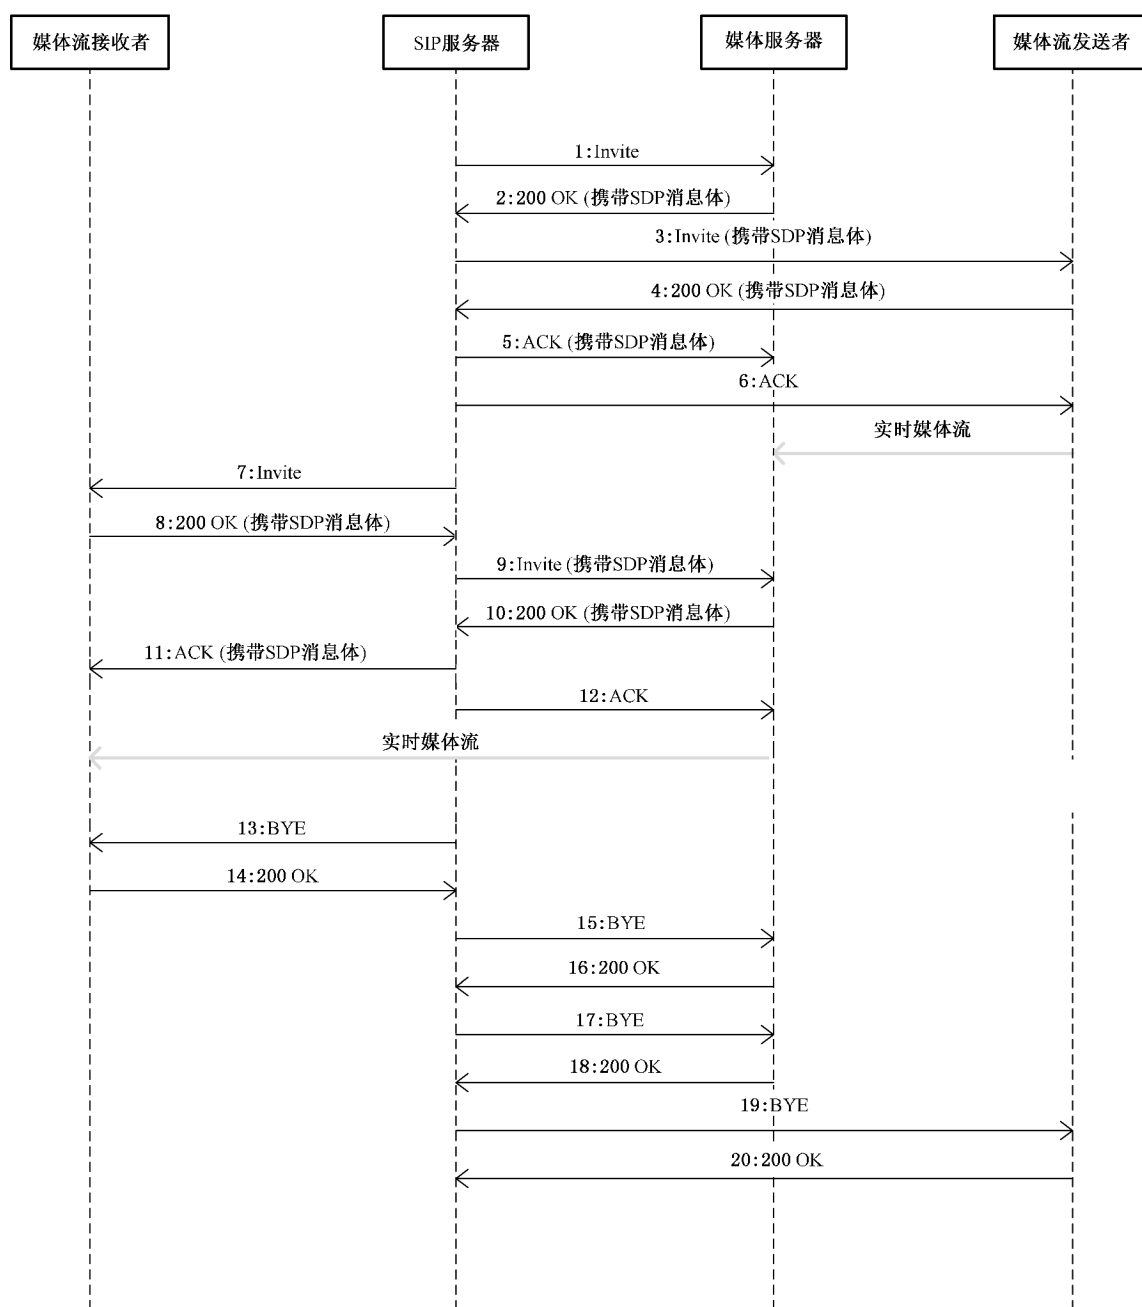 媒体流接收者
SIP服务器
媒体服务器
媒体流发送者
1:Invite
2:200 OK (携带SDP消息体)
3:Invite (携带SDP消息体)
4:200 OK (携带SDP消息体)
5:ACK (携带SDP消息体)
6:ACK
实时媒体流
7:Invite
8:200 OK (携带SDP消息体)
9:Invite (携带SDP消息体)
10:200 OK (携带SDP消息体)
11:ACK (携带SDP消息体)
12:ACK
实时媒体流
13:BYE
14:200 OK
15:BYE
16:200 OK
17:BYE
18:200 OK
19:BYE
20:200 OK